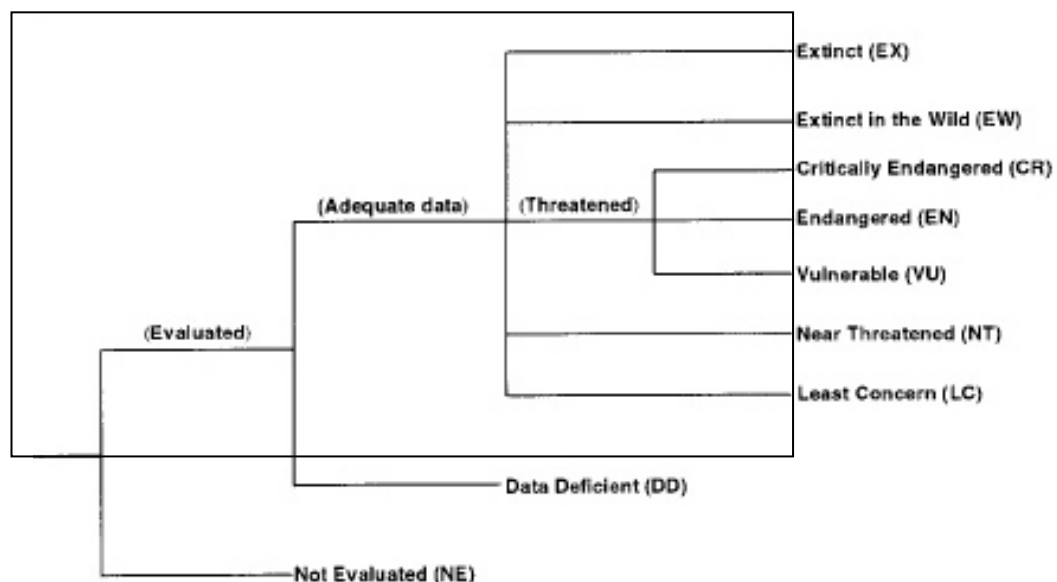 Extinct (EX)
Extinct in the Wild (EW)
Critically Endangered (CR)
(Adequate data)
(Threatened)
Endangered (EN)
Vulnerable (VU)
(Evaluated)
Near Threatened (NT)
Least Concern (LC)
Data Deficient (DD)
Not Evaluated (NE)